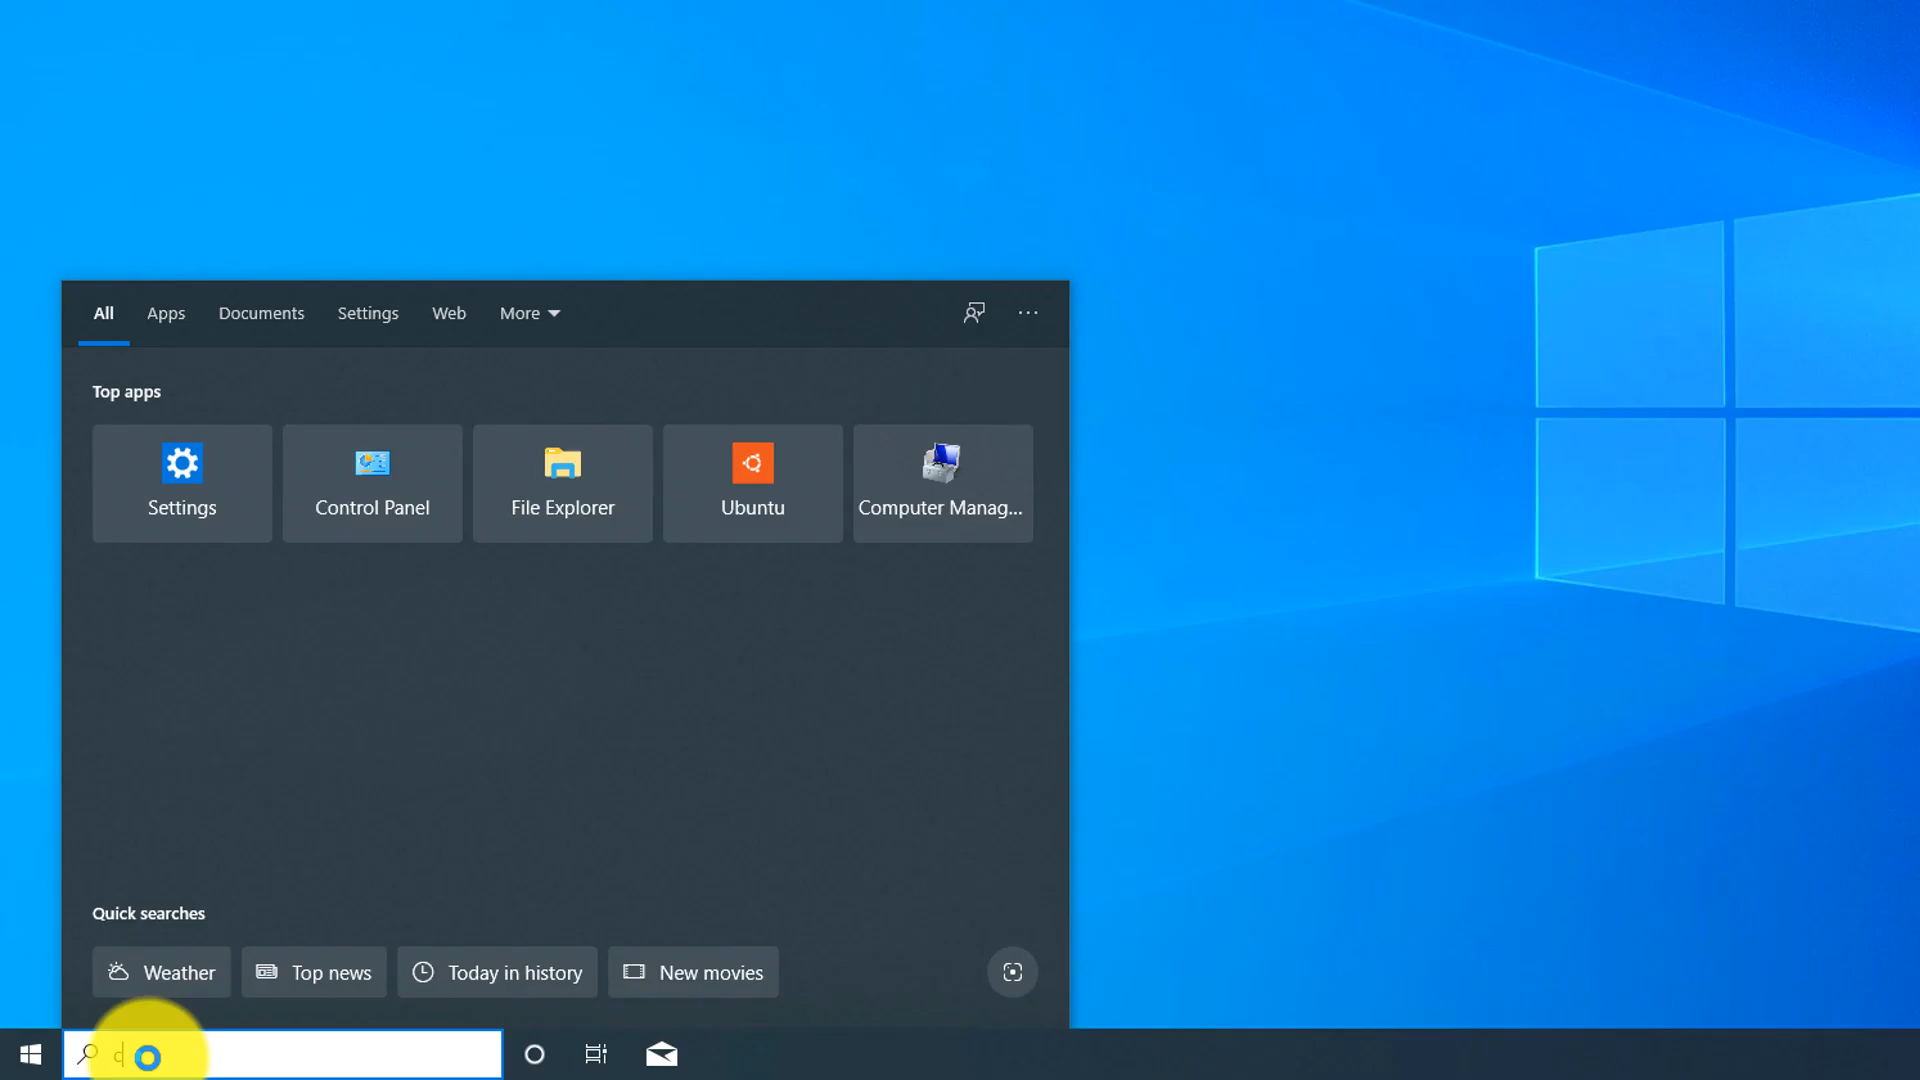 All Apps Documents Settings Web More ...
Top apps
Settings Control Panel File Explorer Ubuntu Computer Manag...
Quick searches
Weather Top news Today in history New movies
c